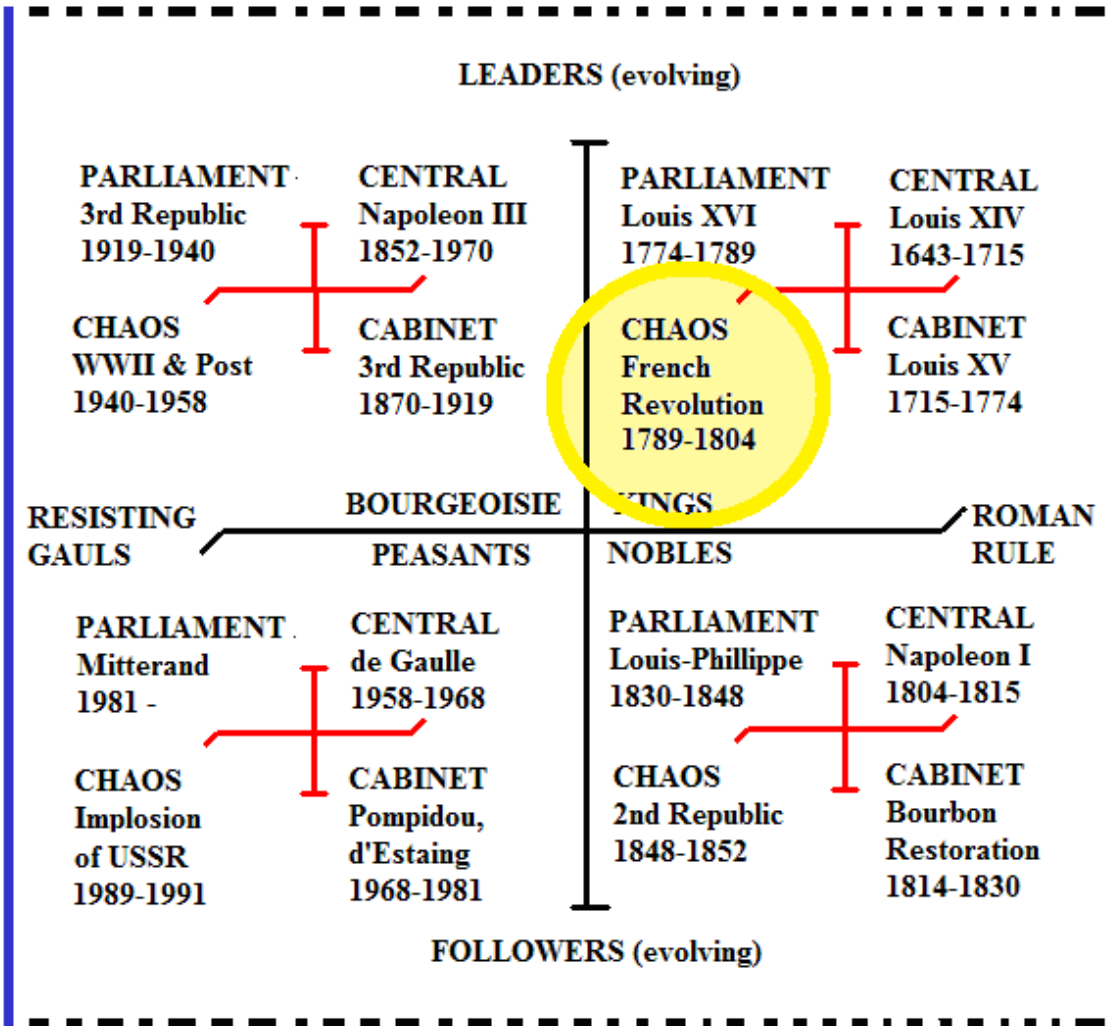 LEADERS (evolving)
PARLIAMENT
3rd Republic
1919-1940
CENTRAL
Napoleon III
1852-1970
PARLIAMENT
Louis XVI
1774-1789
CENTRAL
Louis XIV
1643-1715
CHAOS
WWII & Post
1940-1958
CABINET
3rd Republic
1870-1919
CHAOS
French
Revolution
1789-1804
CABINET
Louis XV
1715-1774
RESISTING
GAULS
BOURGEOISIE
KINGS
PEASANTS
NOBLES
ROMAN
RULE
PARLIAMENT
Mitterand
1981 -
CENTRAL
de Gaulle
1958-1968
PARLIAMENT
Louis-Phillippe
1830-1848
CENTRAL
Napoleon I
1804-1815
CHAOS
Implosion
of USSR
1989-1991
CABINET
Pompidou,
d'Estaing
1968-1981
CHAOS
2nd Republic
1848-1852
CABINET
Bourbon
Restoration
1814-1830
FOLLOWERS (evolving)